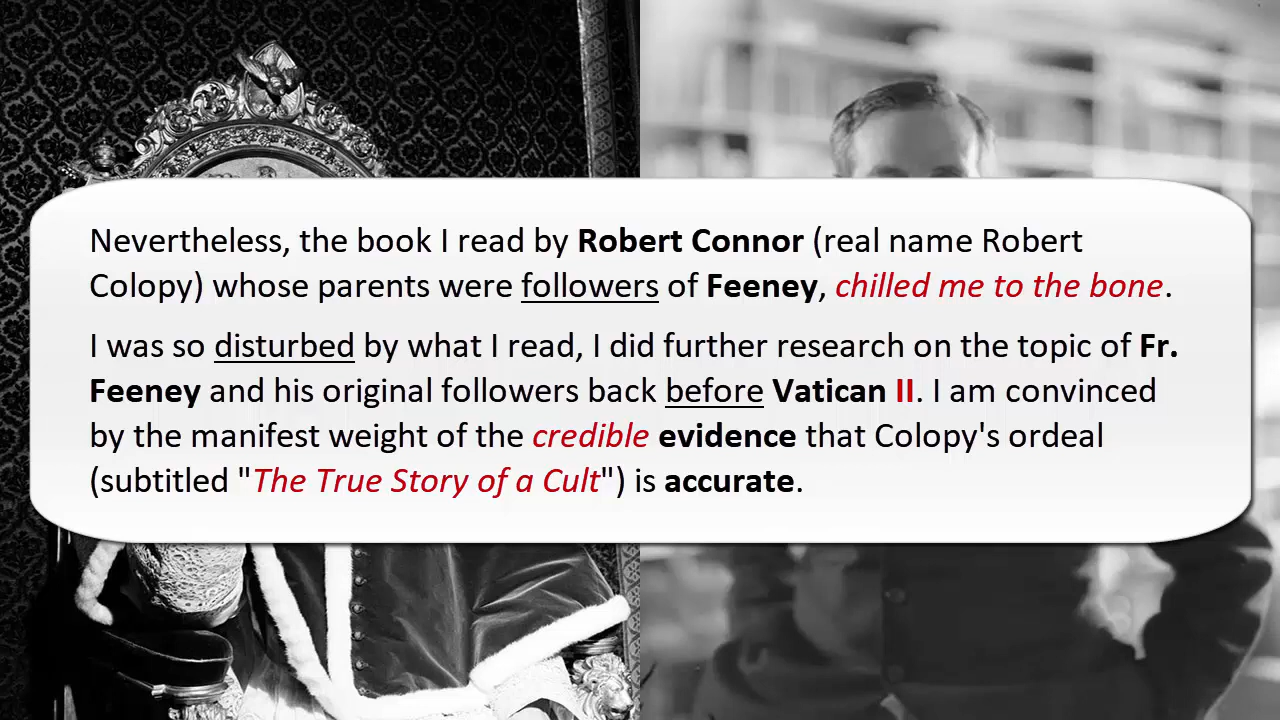 Nevertheless, the book I read by Robert Connor (real name Robert
Colopy) whose parents were followers of Feeney, chilled me to the bone.
I was so disturbed by what I read, I did further research on the topic of Fr.
Feeney and his original followers back before Vatican II. I am convinced
by the manifest weight of the credible evidence that Colopy's ordeal
(subtitled "The True Story of a Cult") is accurate.